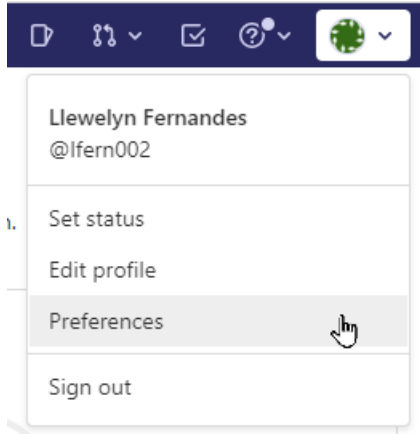 Llewelyn Fernandes
@lfern002
n.
Set status
Edit profile
Preferences
Sign out